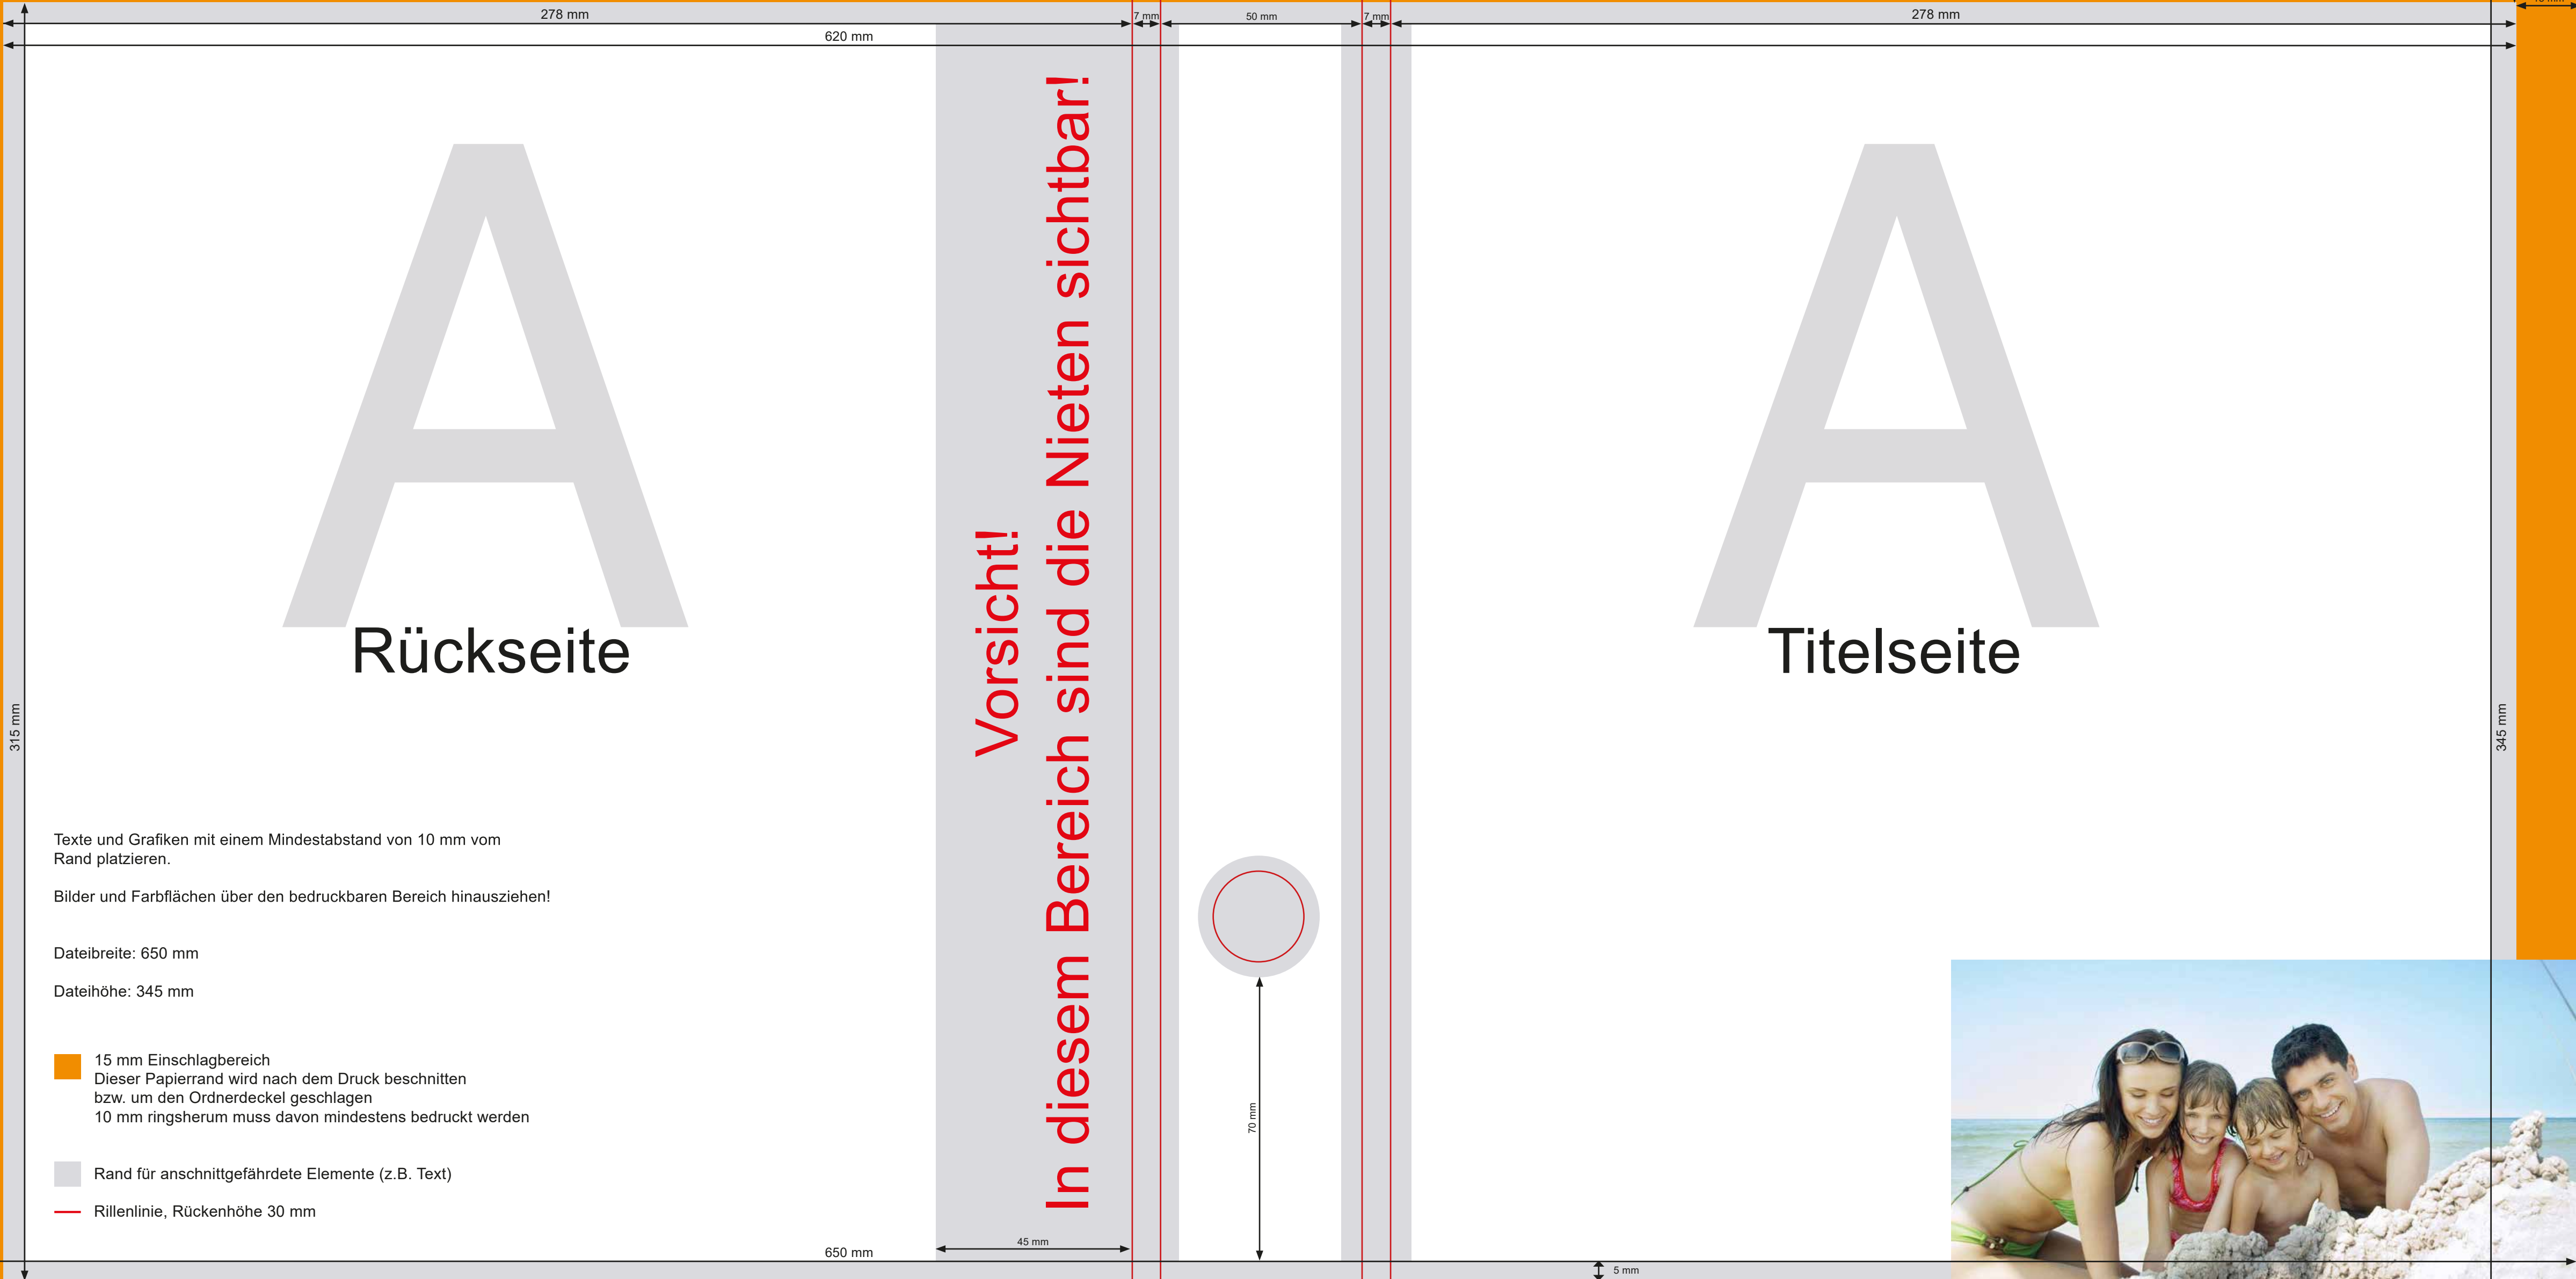 278 mm
7 mm
50 mm
7 mm
278 mm
620 mm
A
A
Rückseite
Titelseite
Vorsicht!
In diesem Bereich sind die Nieten sichtbar!
315 mm
345 mm
Texte und Grafiken mit einem Mindestabstand von 10 mm vom
Rand platzieren.
Bilder und Farbflächen über den bedruckbaren Bereich hinausziehen!
Dateibreite: 650 mm
Dateihöhe: 345 mm
15 mm Einschlagbereich
Dieser Papierrand wird nach dem Druck beschnitten
bzw. um den Ordnerdeckel geschlagen
10 mm ringsherum muss davon mindestens bedruckt werden
70 mm
Rand für anschnittgefährdete Elemente (z.B. Text)
Rillenlinie, Rückenhöhe 30 mm
45 mm
650 mm
5 mm